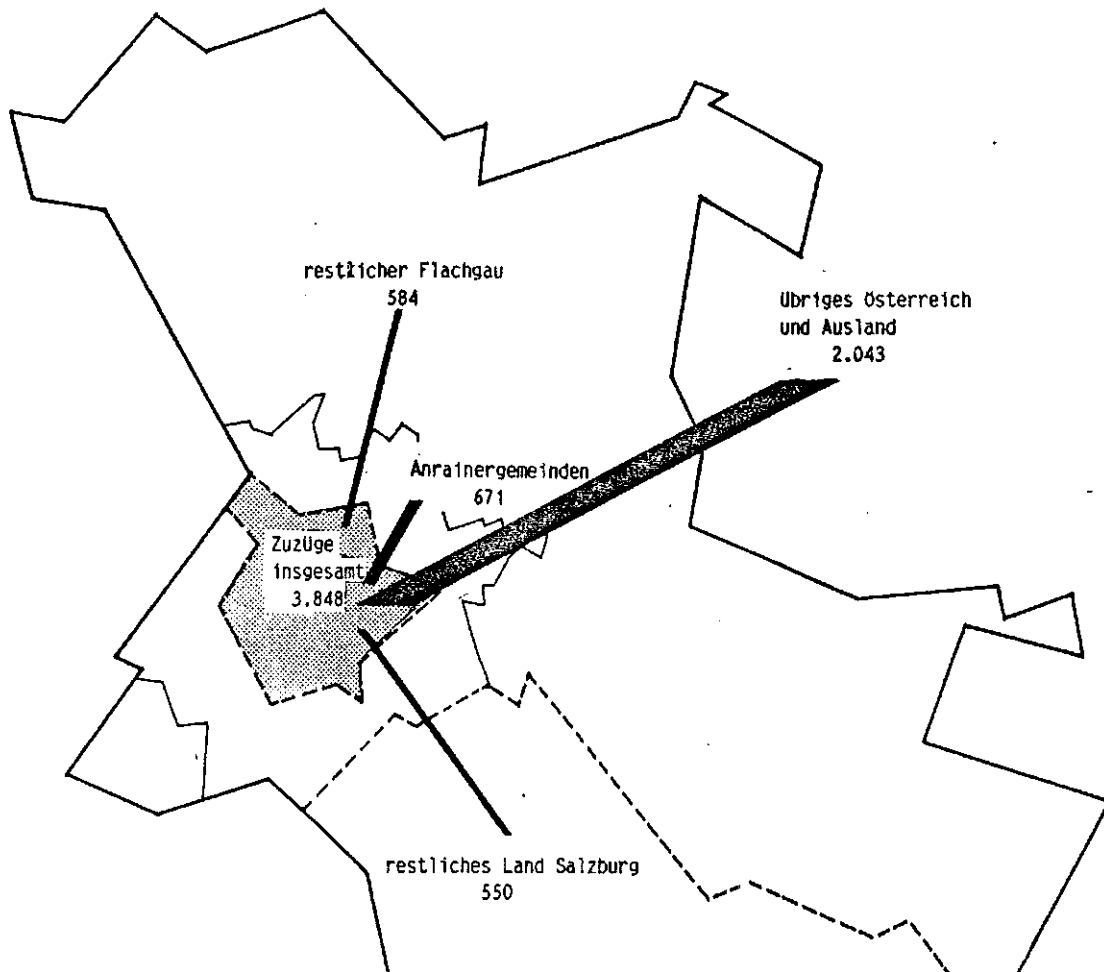 restlicher Flachgau
584
Übriges Österreich
und Ausland
2.043
Anrainergemeinden
671
Zuzüge
insgesamt
3.848
restliches Land Salzburg
550